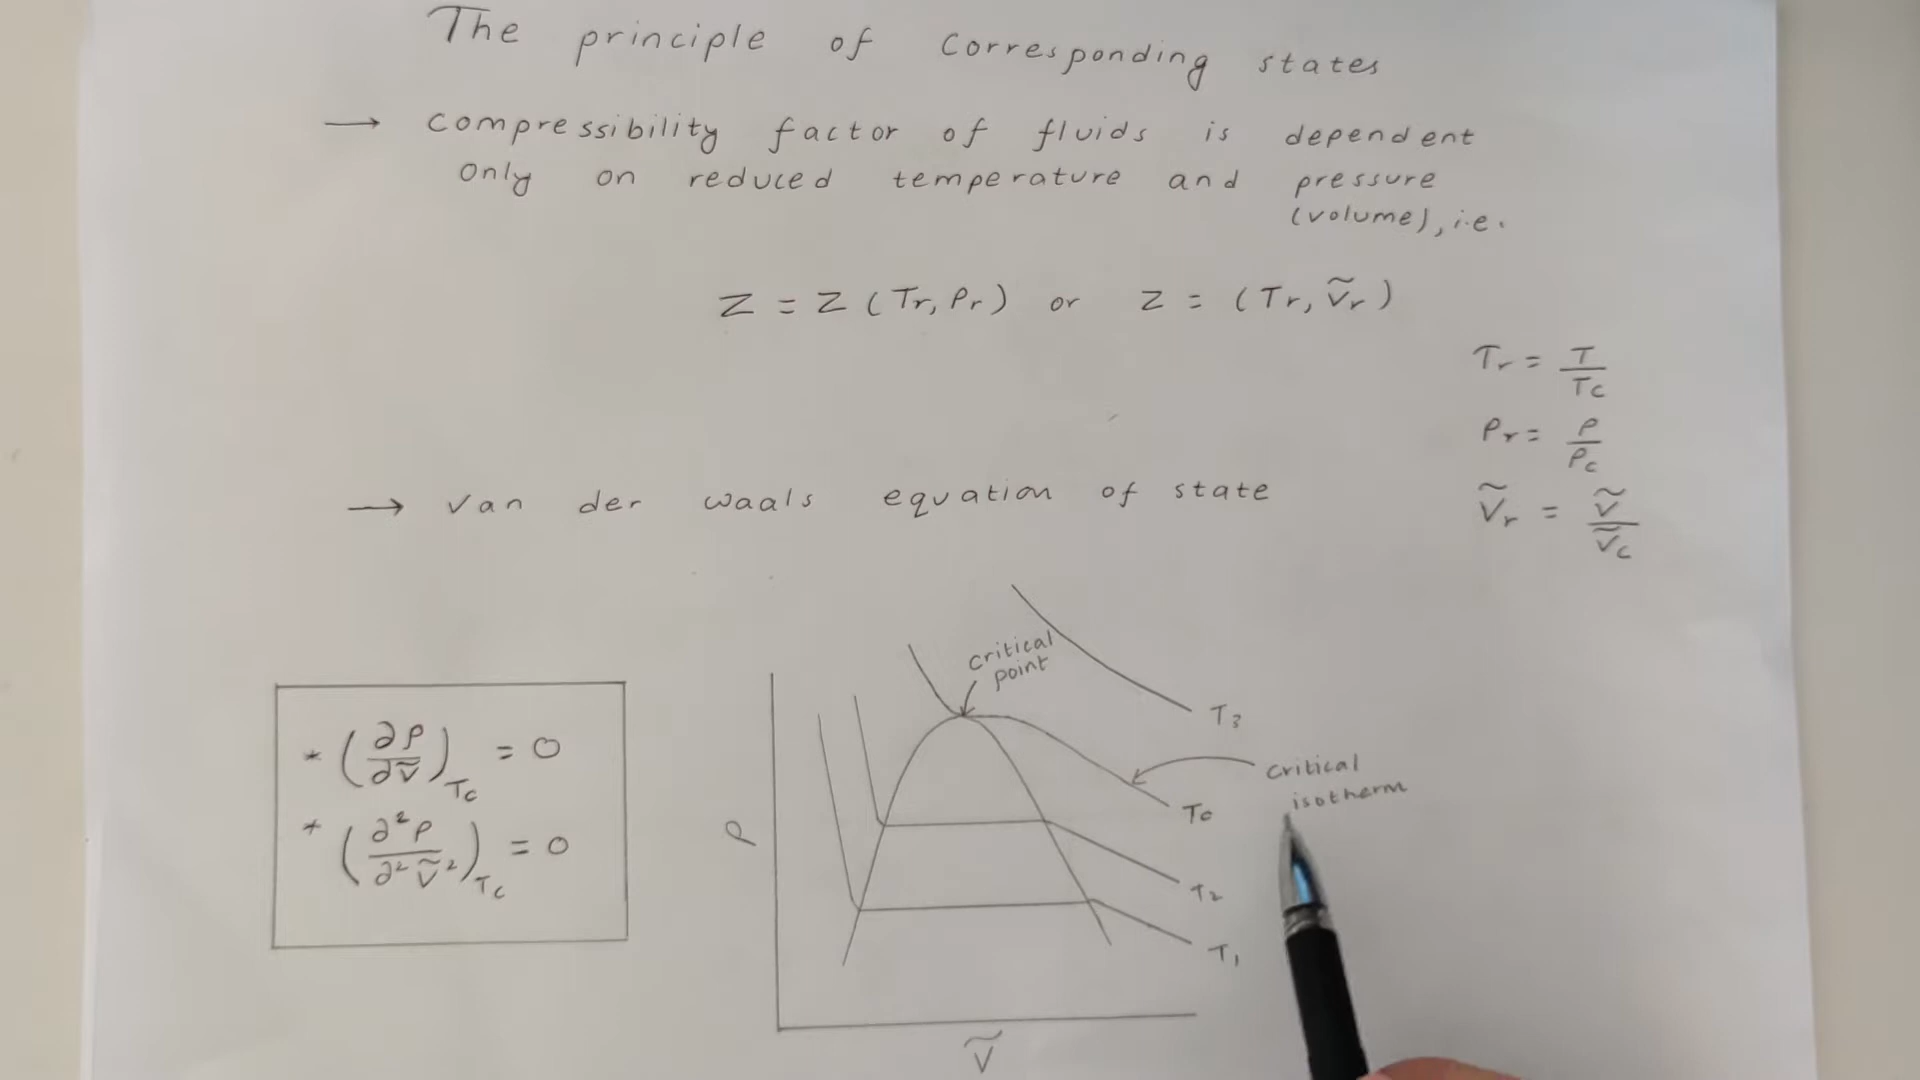 The principle of corresponding states
→ compressibility factor of fluids is dependent
only on reduced temperature and pressure
(volume), i.e.
Z = Z (Tr, Pr) or Z = (Tr, Ṽr)
Tr = T/Tc
Pr = P/Pc
Ṽr = Ṽ/Ṽc
→ van der waals equation of state
critical
point
T3
* (∂P/∂Ṽ)Tc = 0
* (∂²P/∂²Ṽ²)Tc = 0
critical
isotherm
Tc
P
T2
T1
Ṽ